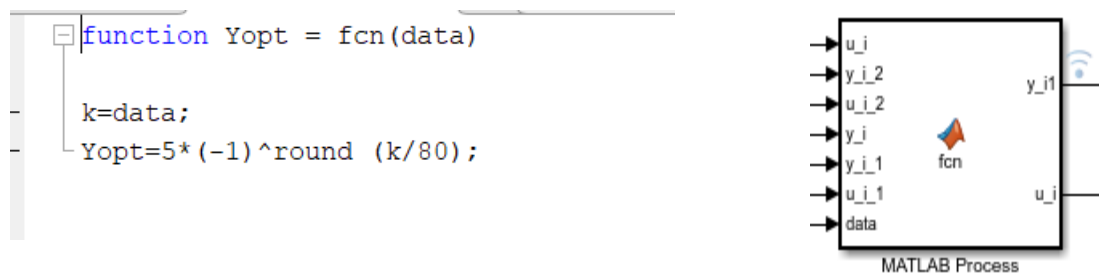 function Yopt = fcn(data)
k=data;
Yopt=5*(-1)^round (k/80);
u_i
y_i_2
u_i_2
y_i
y_i_1
u_i_1
data
fcn
y_i1
u_i
MATLAB Process